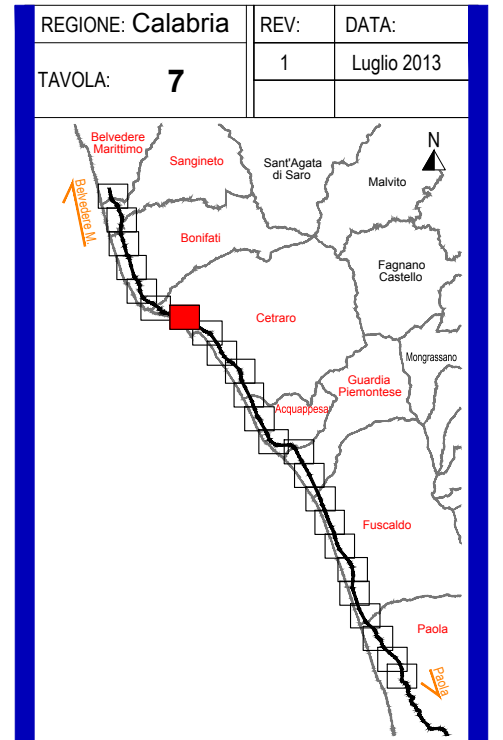 REGIONE: Calabria
REV:
DATA:
TAVOLA: 7
1
Luglio 2013
Belvedere
Marittimo
Sangineto
Sant'Agata
di Saro
Malvito
N
Belvedere M.
Bonifati
Fagnano
Castello
Cetraro
Mongrassano
Guardia
Piemontese
Acquappesa
Fuscaldo
Paola
Paola